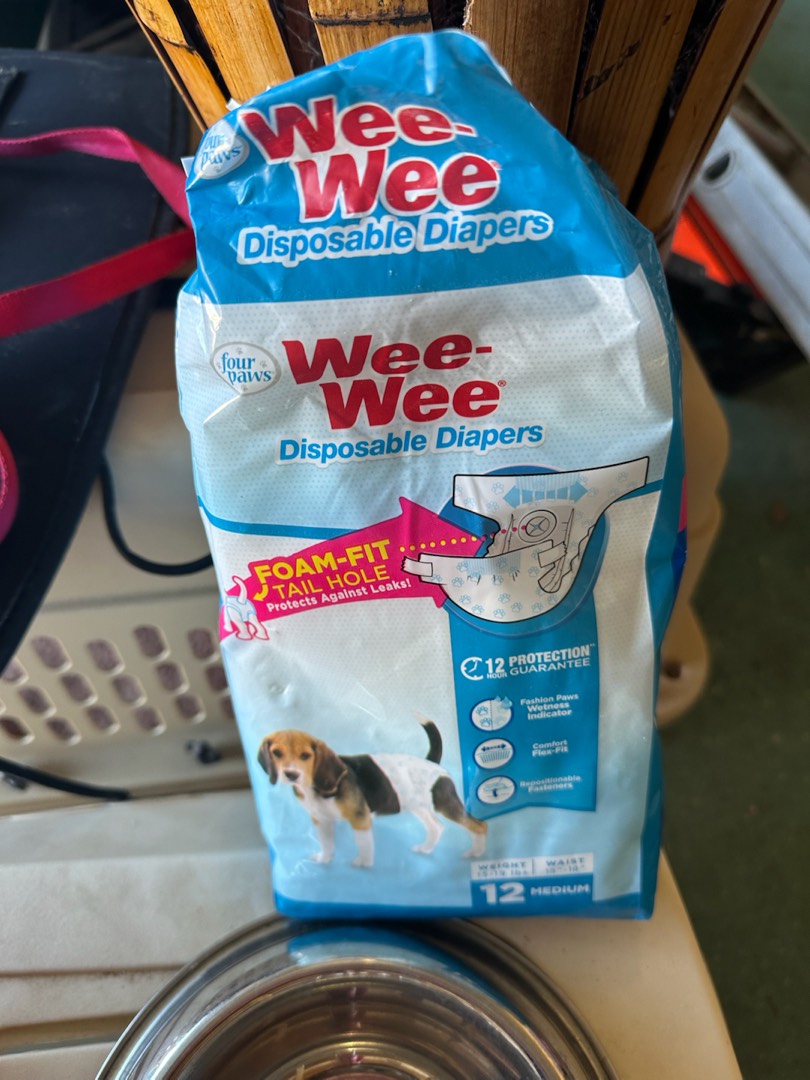 four
paws
Wee-
Wee®
Disposable Diapers
four
paws
Wee-
Wee®
Disposable Diapers
FOAM-FIT
TAIL HOLE
Protects Against Leaks!
12 HOUR PROTECTION™
GUARANTEE
Fashion Paws
Wetness
Indicator
Comfort
Flex-Fit
Repositionable
Fasteners
WEIGHT WAIST
12 MEDIUM